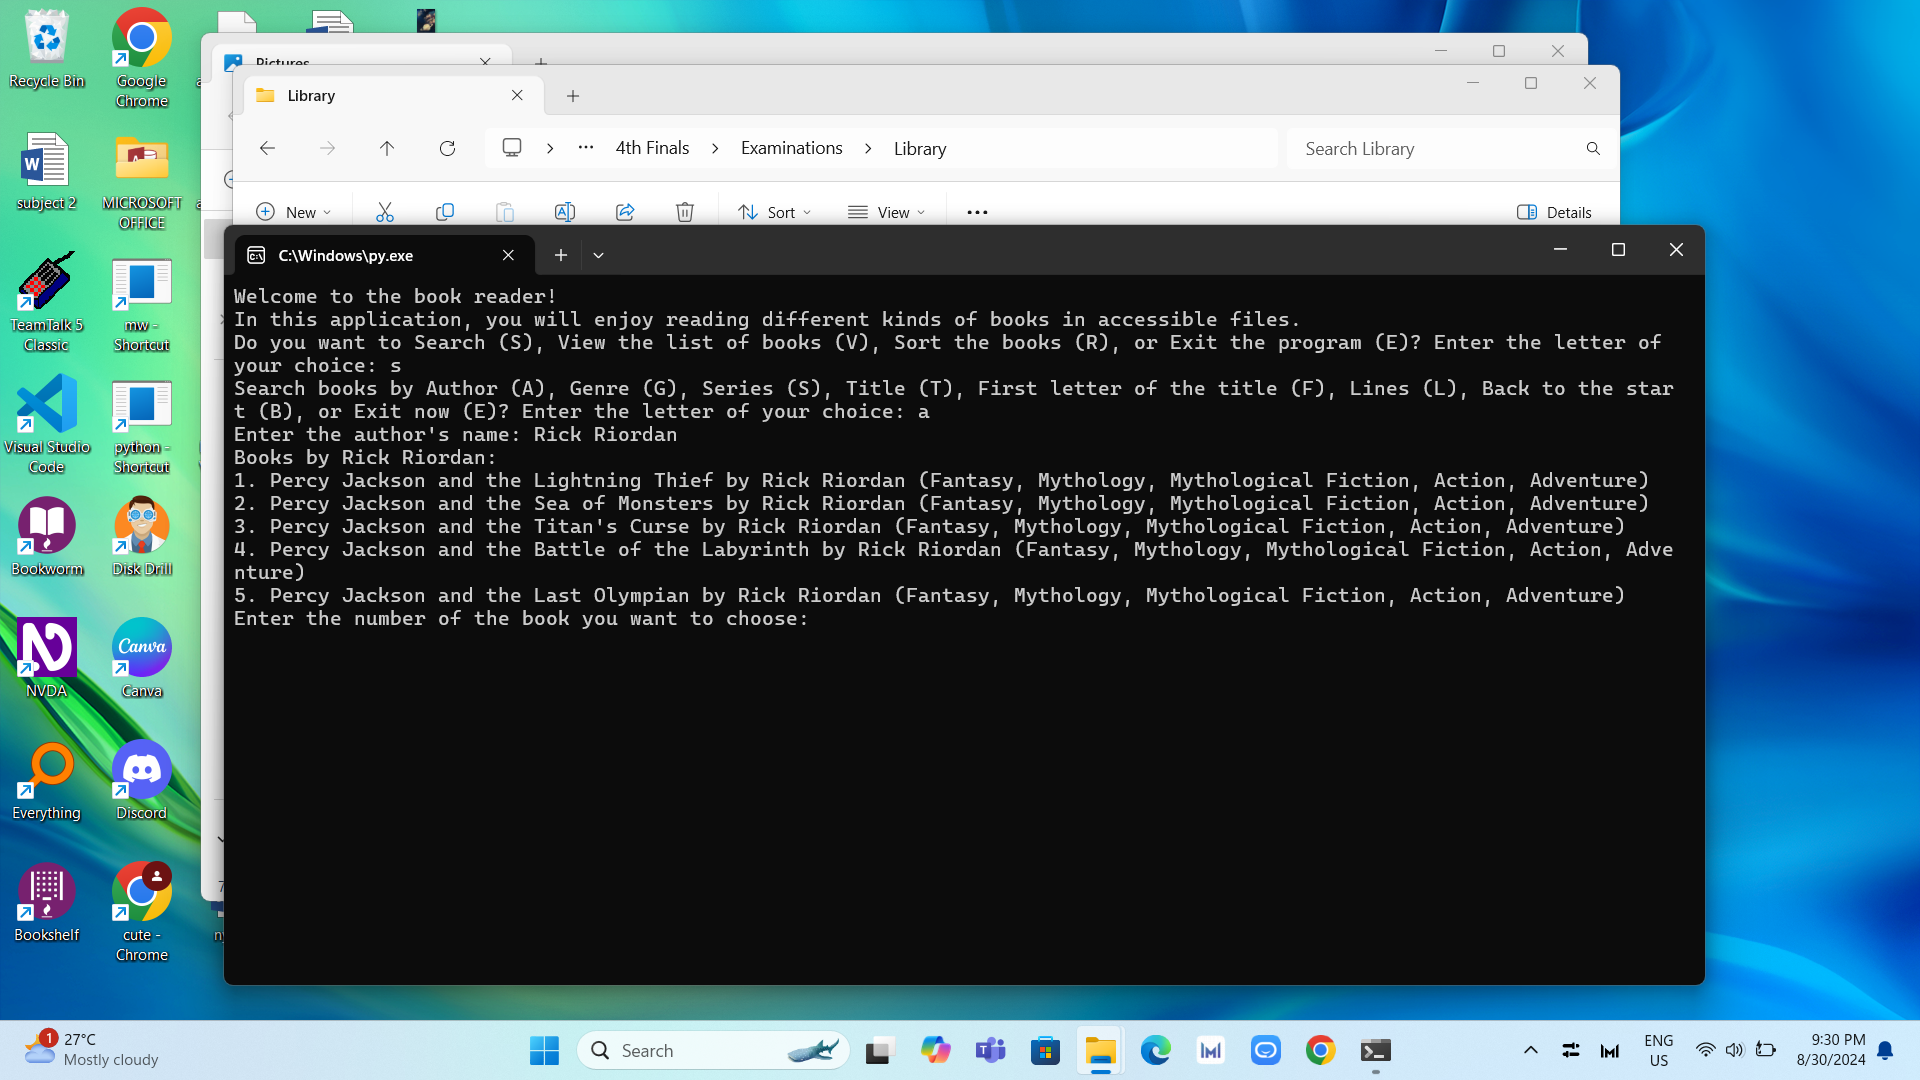 Recycle Bin
Google
Chrome
subject 2
MICROSOFT
OFFICE
TeamTalk 5
Classic
mw -
Shortcut
Visual Studio
Code
python -
Shortcut
Bookworm
Disk Drill
NVDA
Canva
Everything
Discord
Bookshelf
cute -
Chrome
Pictures
Library
4th Finals > Examinations > Library
Search Library
New
Sort
View
Details
C:\Windows\py.exe
Welcome to the book reader!
In this application, you will enjoy reading different kinds of books in accessible files.
Do you want to Search (S), View the list of books (V), Sort the books (R), or Exit the program (E)? Enter the letter of
your choice: s
Search books by Author (A), Genre (G), Series (S), Title (T), First letter of the title (F), Lines (L), Back to the star
t (B), or Exit now (E)? Enter the letter of your choice: a
Enter the author's name: Rick Riordan
Books by Rick Riordan:
1. Percy Jackson and the Lightning Thief by Rick Riordan (Fantasy, Mythology, Mythological Fiction, Action, Adventure)
2. Percy Jackson and the Sea of Monsters by Rick Riordan (Fantasy, Mythology, Mythological Fiction, Action, Adventure)
3. Percy Jackson and the Titan's Curse by Rick Riordan (Fantasy, Mythology, Mythological Fiction, Action, Adventure)
4. Percy Jackson and the Battle of the Labyrinth by Rick Riordan (Fantasy, Mythology, Mythological Fiction, Action, Adve
nture)
5. Percy Jackson and the Last Olympian by Rick Riordan (Fantasy, Mythology, Mythological Fiction, Action, Adventure)
Enter the number of the book you want to choose:
1
27°C
Mostly cloudy
Search
ENG
US
9:30 PM
8/30/2024